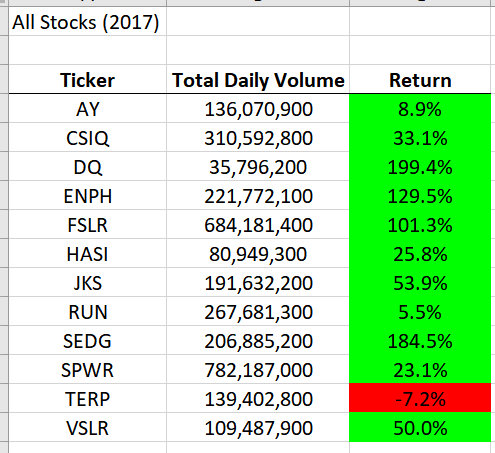 All Stocks (2017)
Ticker Total Daily Volume Return
AY 136,070,900 8.9%
CSIQ 310,592,800 33.1%
DQ 35,796,200 199.4%
ENPH 221,772,100 129.5%
FSLR 684,181,400 101.3%
HASI 80,949,300 25.8%
JKS 191,632,200 53.9%
RUN 267,681,300 5.5%
SEDG 206,885,200 184.5%
SPWR 782,187,000 23.1%
TERP 139,402,800 -7.2%
VSLR 109,487,900 50.0%